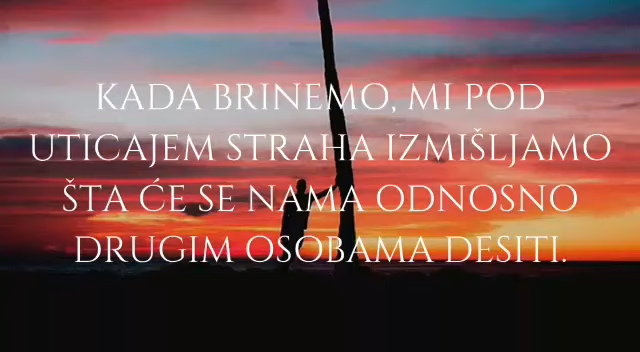 KADA BRINEMO, MI POD
UTICAJEM STRAHA IZMIŠLJAMO
ŠTA ĆE SE NAMA ODNOSNO
DRUGIM OSOBAMA DESITI.